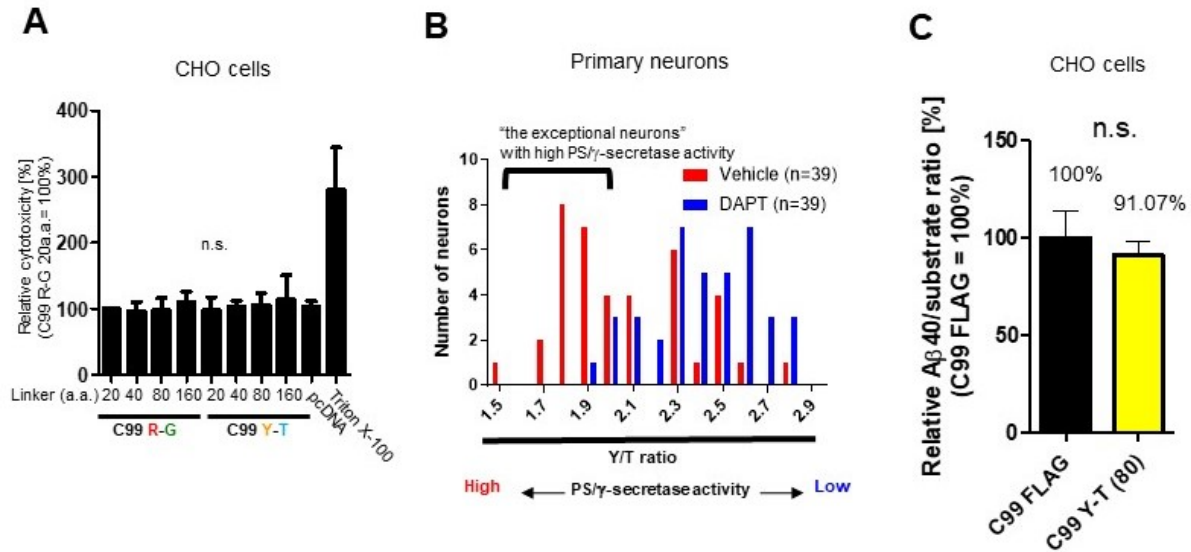 A
CHO cells
Relative cytotoxicity [%]
(C99 R-G 20a.a.= 100%)
400
300
200
100
0
n.s.
Linker (a.a.)
20 40 80 160 20 40 80 160 pcDNA Triton X-100
C99 R-G C99 Y-T
B
Primary neurons
"the exceptional neurons"
with high PS/γ-secretase activity
Vehicle (n=39)
DAPT (n=39)
Number of neurons
10
8
6
4
2
0
1.5 1.7 1.9 2.1 2.3 2.5 2.7 2.9
Y/T ratio
High PS/γ-secretase activity Low
C
CHO cells
n.s.
Relative Aβ40/substrate ratio [%]
(C99 FLAG = 100%)
150
100
50
0
100%
91.07%
C99 FLAG
C99 Y-T (80)